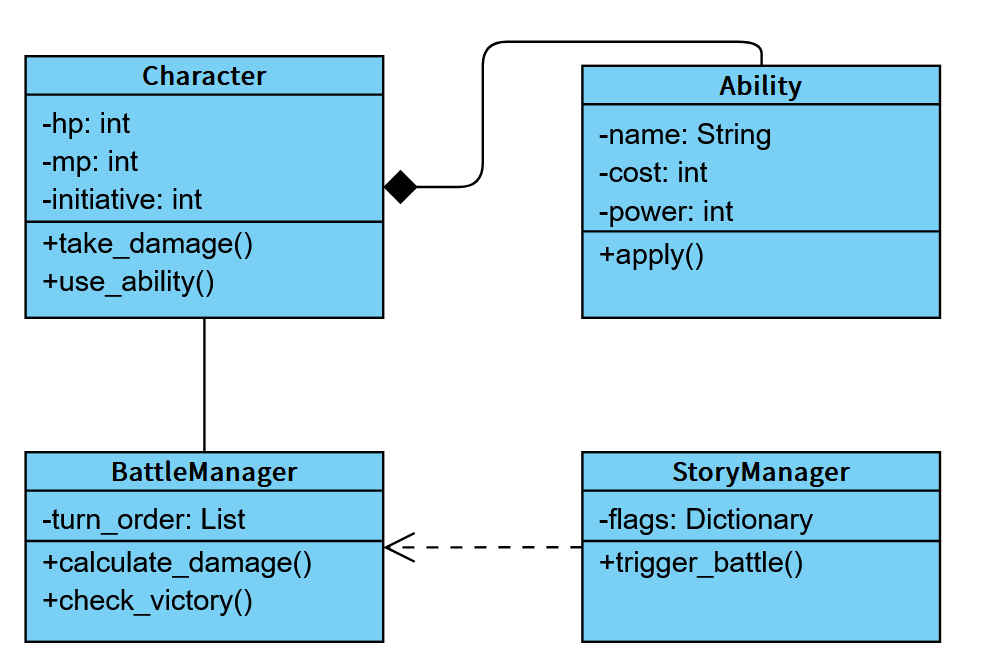 Character
-hp: int
-mp: int
-initiative: int
+take_damage()
+use_ability()
Ability
-name: String
-cost: int
-power: int
+apply()
BattleManager
-turn_order: List
+calculate_damage()
+check_victory()
StoryManager
-flags: Dictionary
+trigger_battle()